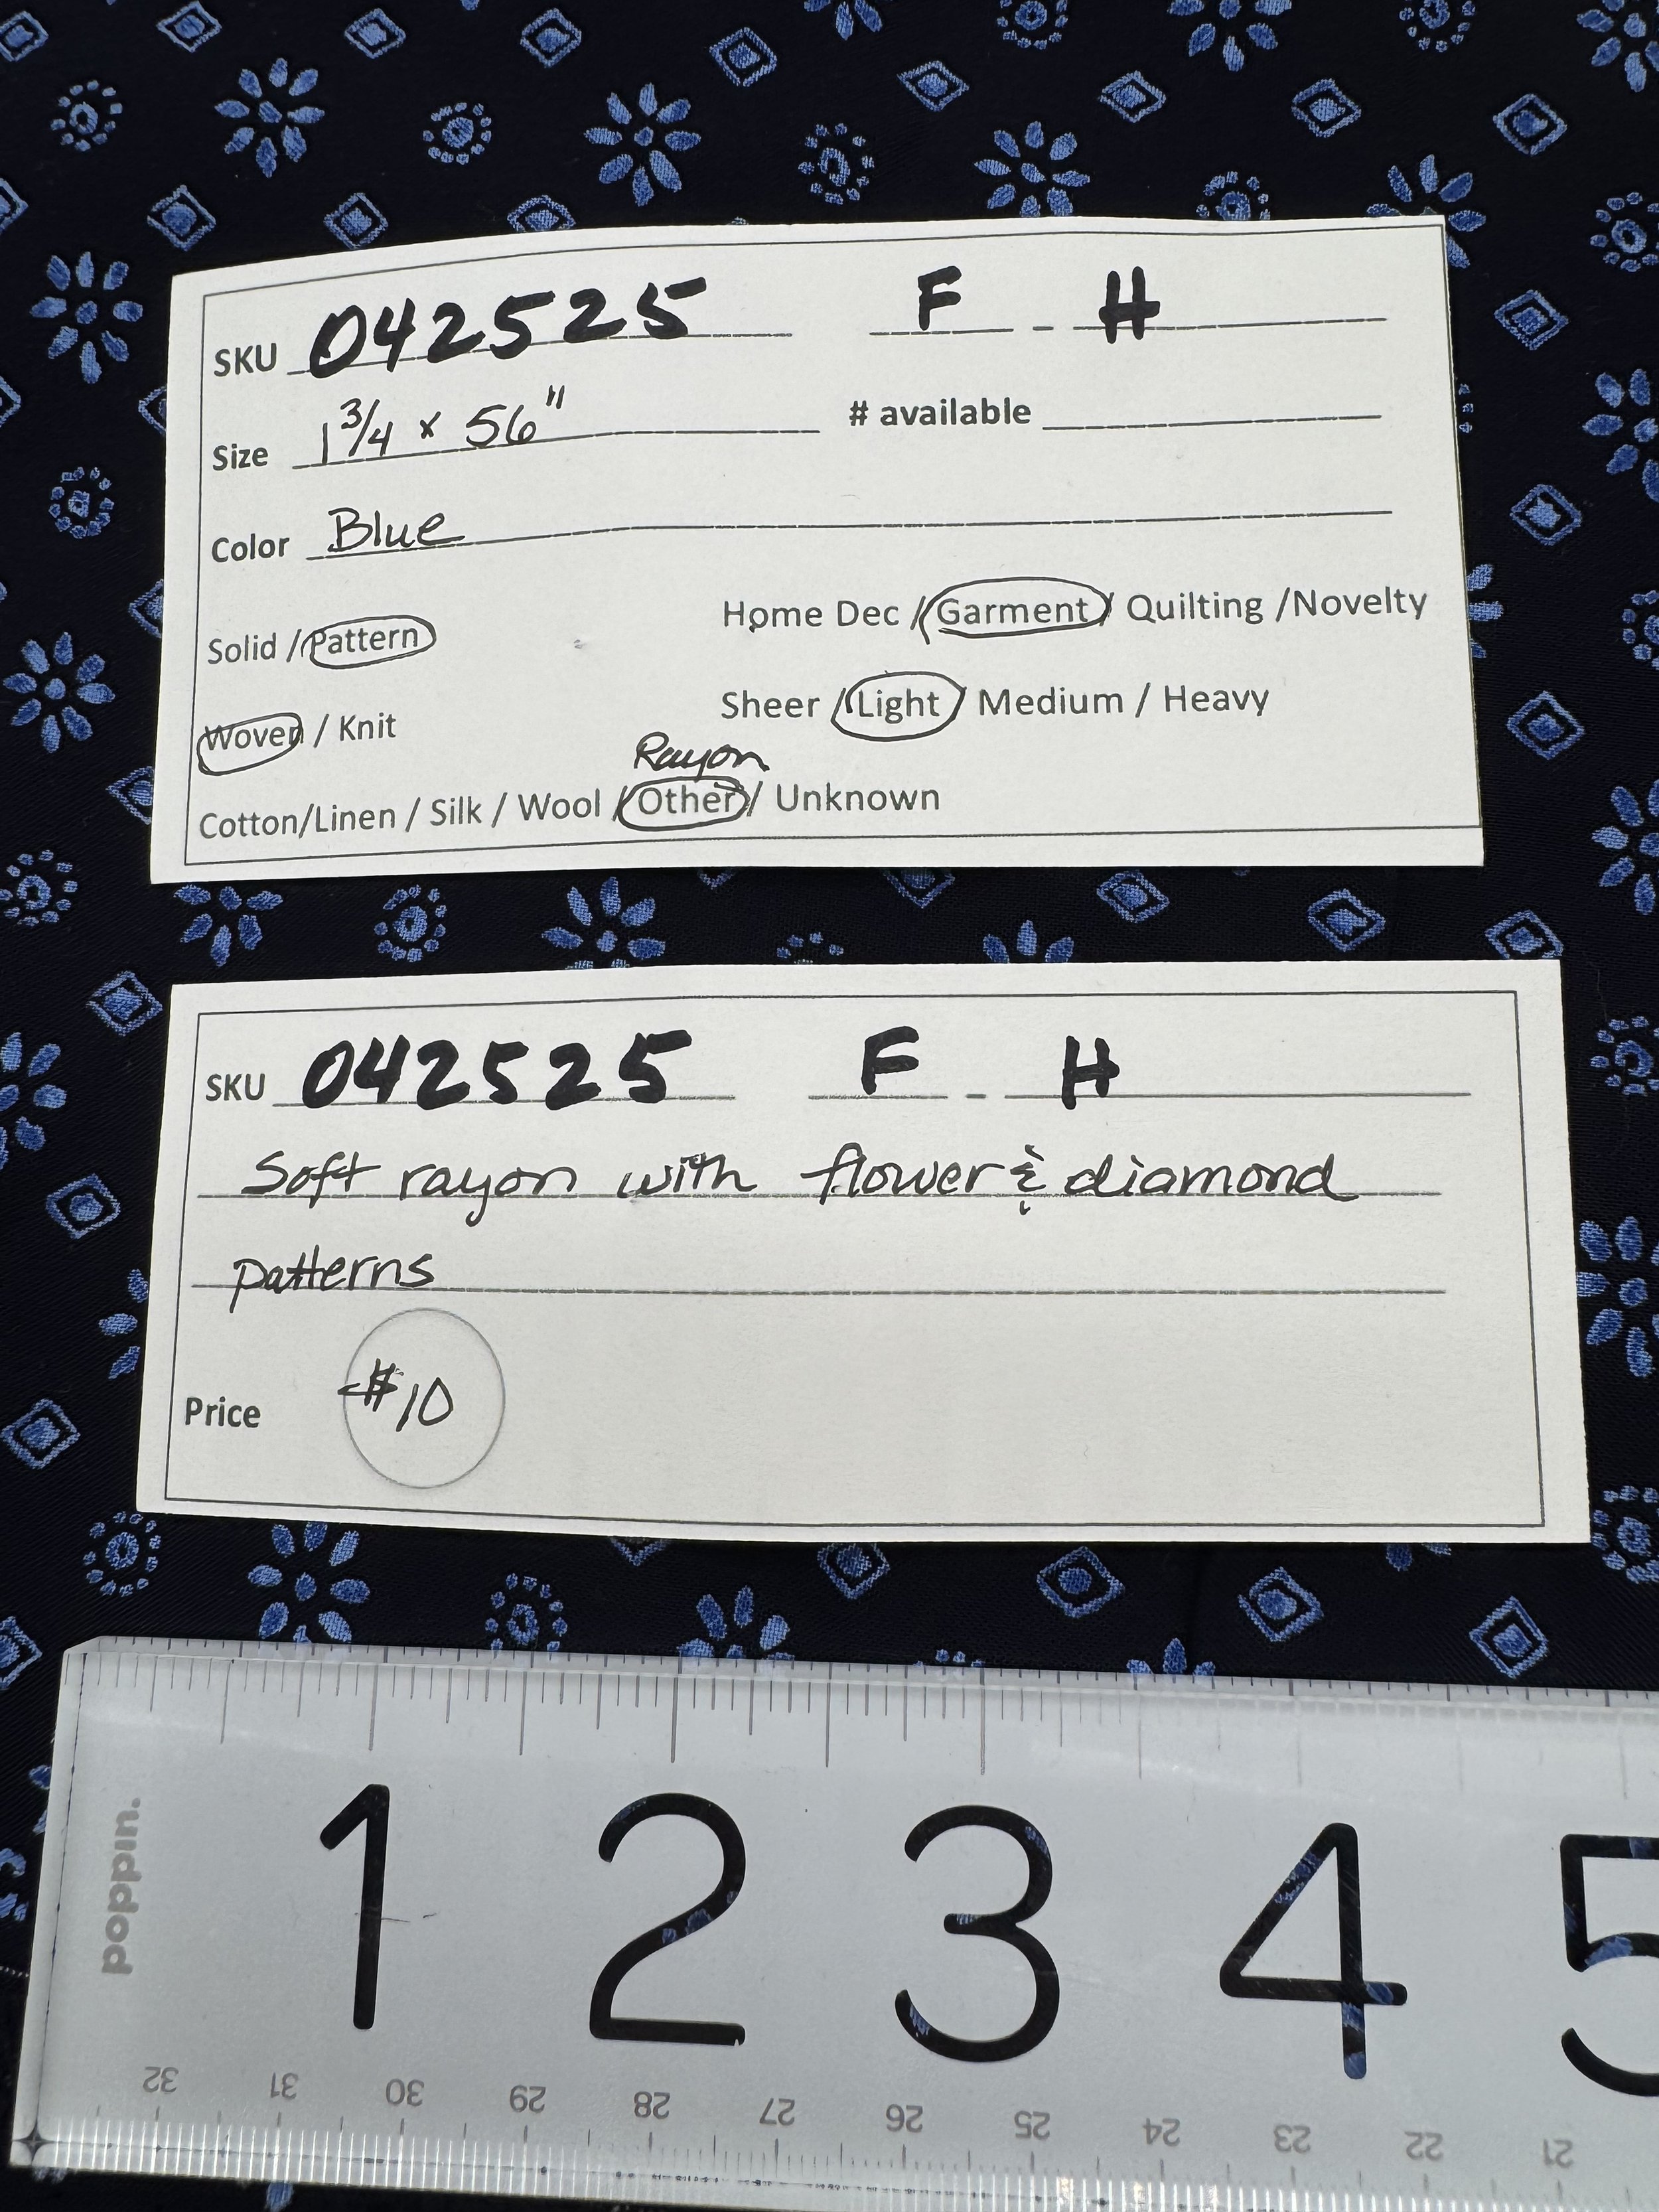 SKU 042525 F - H
Size 1 3/4 x 56" # available
Color Blue
Solid / Pattern Home Dec / Garment / Quilting /Novelty
Woven / Knit Sheer / Light / Medium / Heavy
Rayon
Cotton/Linen / Silk / Wool / Other / Unknown
SKU 042525 F - H
Soft rayon with flower & diamond
patterns
Price $10
poppin.
1 2 3 4 5
32 31 30 29 28 27 26 25 24 23 22 21